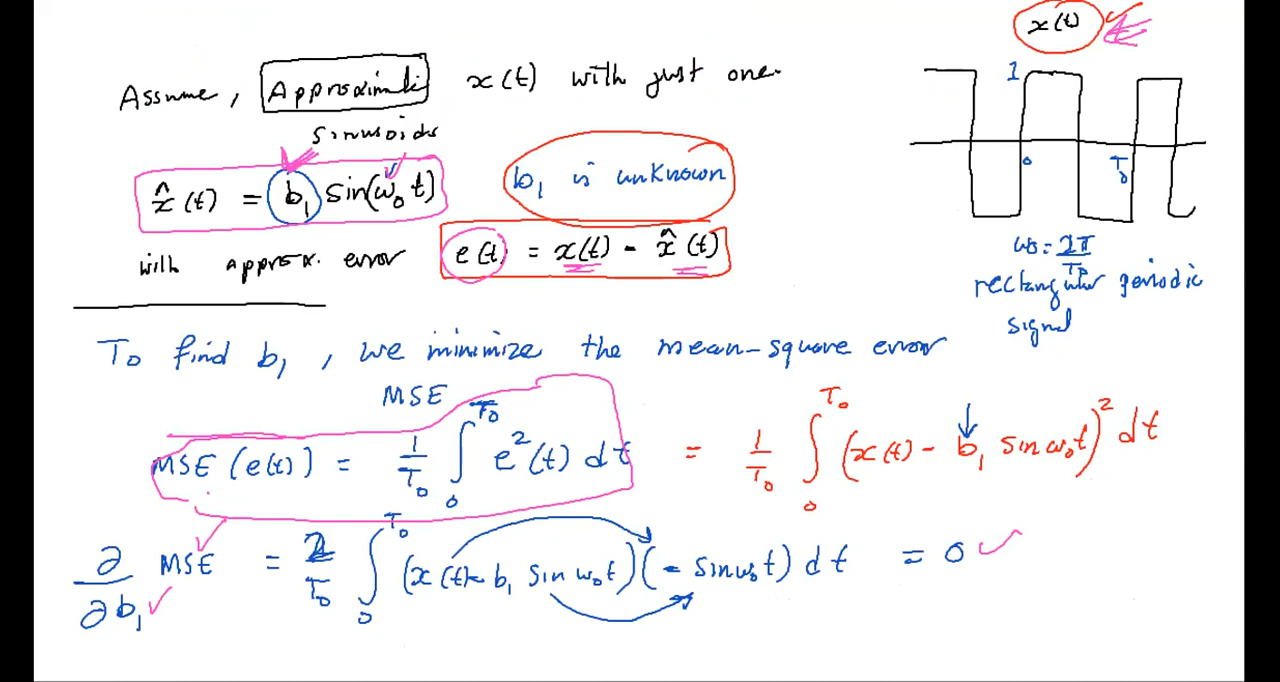 x(t)
Assume, Approximate x(t) with just one.
sinusoids
x̂(t) = b₁ sin(ω₀t)
b₁ is unknown
with approx. error
e(t) = x(t) - x̂(t)
1
0
T₀
ω₀ = 2π/T₀
rectangular periodic
signal
To find b₁, we minimize the mean-square error
MSE
MSE(e(t)) = 1/T₀ ∫₀^T₀ e²(t) dt = 1/T₀ ∫₀^T₀ (x(t) - b₁ sin ω₀t)² dt
∂/∂b₁ MSE = 2/T₀ ∫₀^T₀ (x(t) - b₁ sin ω₀t)(- sin ω₀t) dt = 0